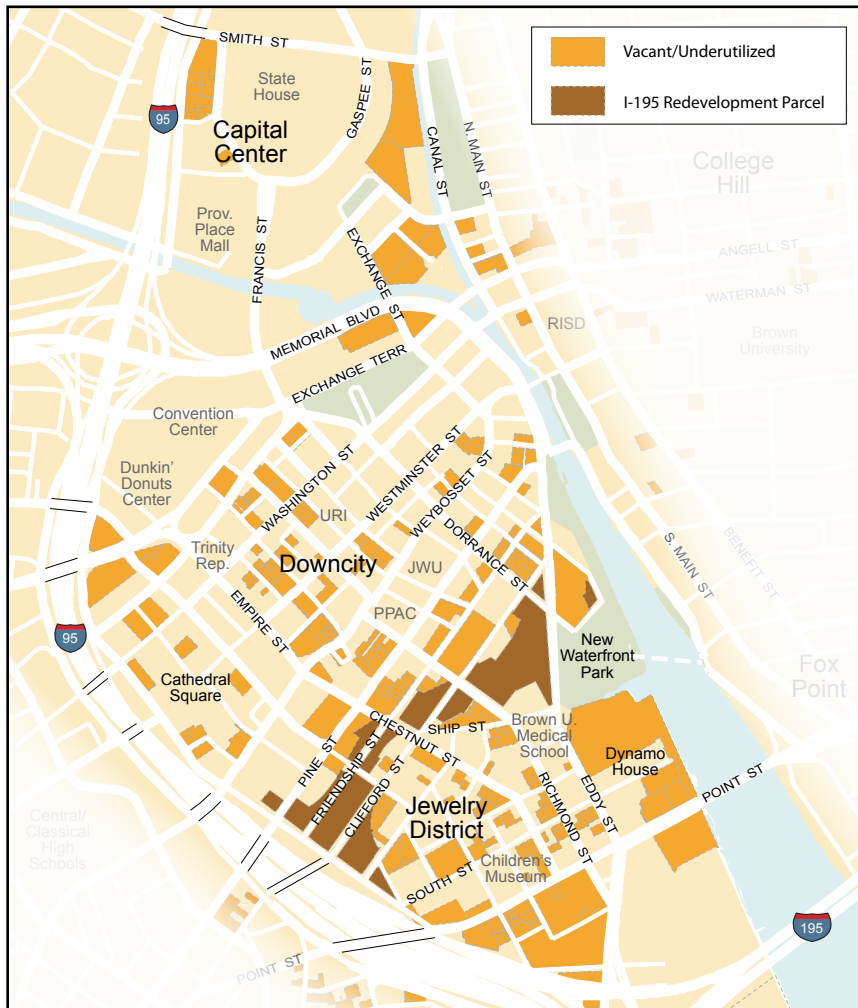 SMITH ST
Vacant/Underutilized
I-195 Redevelopment Parcel
State
House
GASPEE ST
95
Capital
Center
CANAL ST
N. MAIN ST
College
Hill
Prov.
Place
Mall
FRANCIS ST
EXCHANGE ST
ANGELL ST
WATERMAN ST
MEMORIAL BLVD
RISD
Brown
University
EXCHANGE TERR
Convention
Center
Dunkin'
Donuts
Center
WASHINGTON ST
WESTMINSTER ST
WEYBOSSET ST
URI
DORRANCE ST
S. MAIN ST
BENEFIT ST
Trinity
Rep.
Downcity
JWU
EMPIRE ST
PPAC
95
New
Waterfront
Park
Fox
Point
Cathedral
Square
CHESTNUT ST
SHIP ST
Brown U.
Medical
School
PINE ST
FRIENDSHIP ST
CLIFFORD ST
Dynamo
House
POINT ST
RICHMOND ST
EDDY ST
Jewelry
District
Central/
Classical
High
Schools
SOUTH ST
Children's
Museum
POINT ST
195